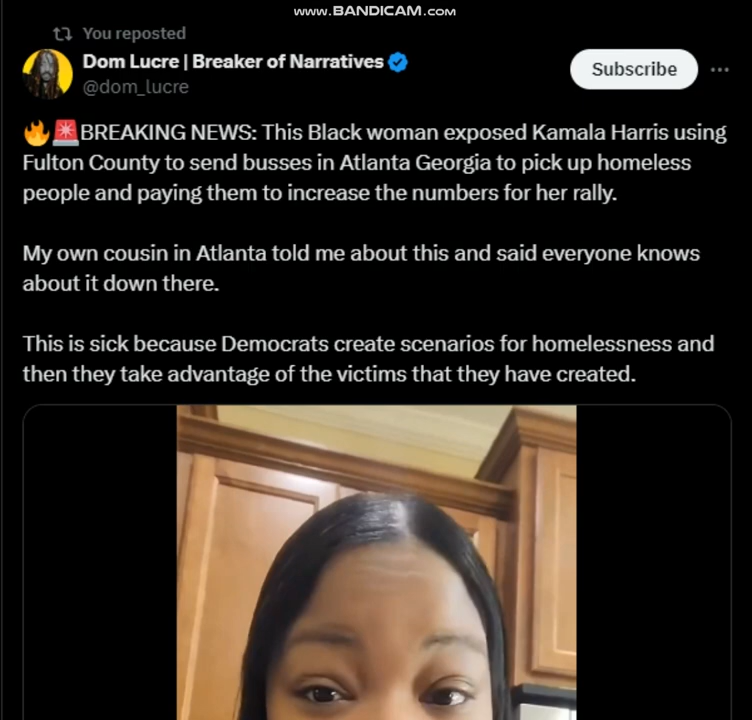 www.BANDICAM.com
You reposted
Dom Lucre | Breaker of Narratives
@dom_lucre
Subscribe
🔥🚨BREAKING NEWS: This Black woman exposed Kamala Harris using
Fulton County to send busses in Atlanta Georgia to pick up homeless
people and paying them to increase the numbers for her rally.
My own cousin in Atlanta told me about this and said everyone knows
about it down there.
This is sick because Democrats create scenarios for homelessness and
then they take advantage of the victims that they have created.